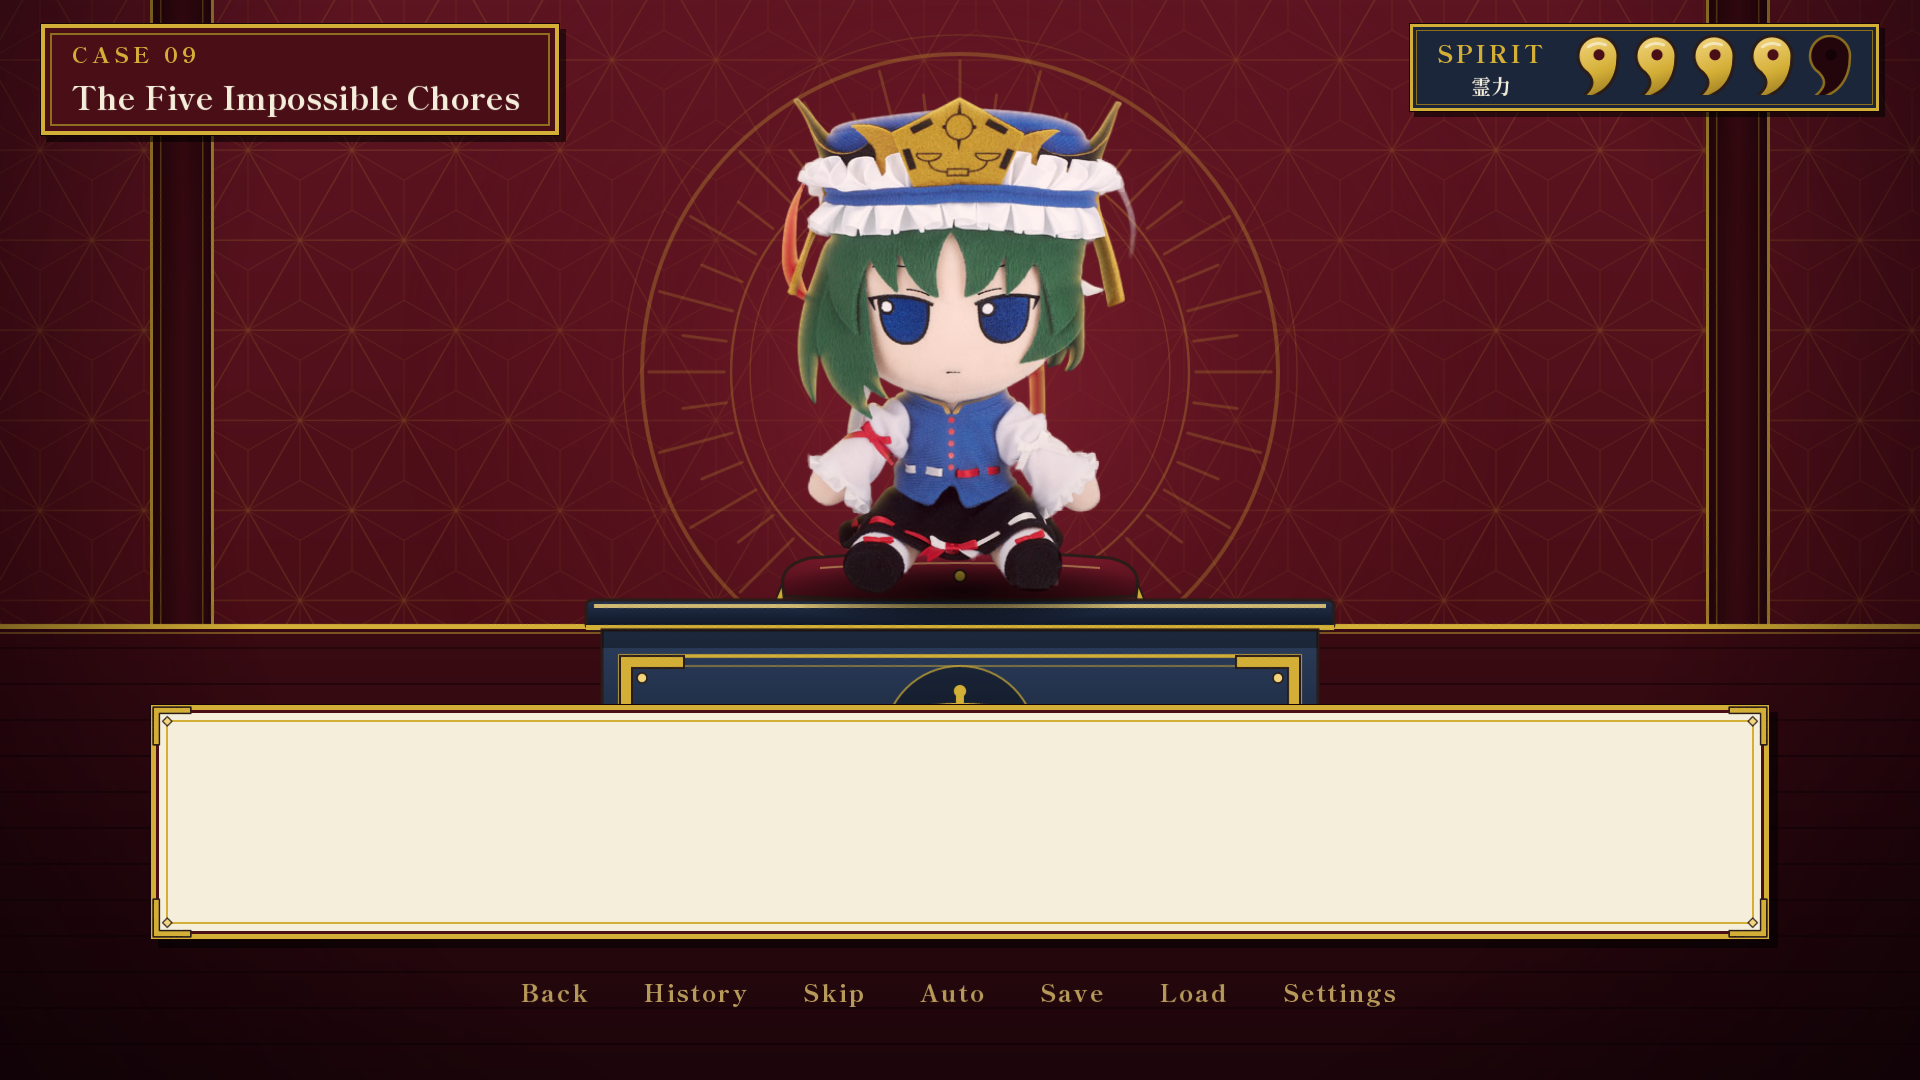 CASE 09
The Five Impossible Chores
SPIRIT
霊力
Back
History
Skip
Auto
Save
Load
Settings